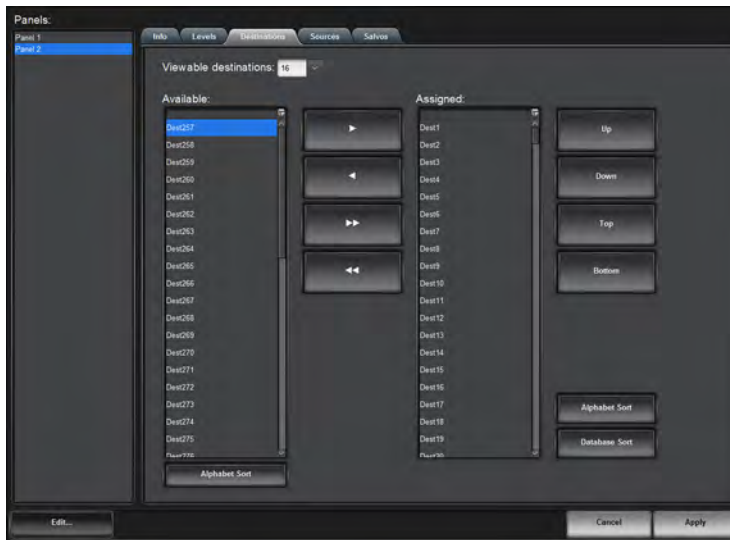 Panels:
Panel 1
Panel 2
Info Levels Destinations Sources Salvos
Viewable destinations: 16
Available:
Dest257
Dest258
Dest259
Dest260
Dest261
Dest262
Dest263
Dest264
Dest265
Dest266
Dest267
Dest268
Dest269
Dest270
Dest271
Dest272
Dest273
Dest274
Dest275
Dest276
Alphabet Sort
Assigned:
Dest1
Dest2
Dest3
Dest4
Dest5
Dest6
Dest7
Dest8
Dest9
Dest10
Dest11
Dest12
Dest13
Dest14
Dest15
Dest16
Dest17
Dest18
Dest19
Dest20
Up
Down
Top
Bottom
Alphabet Sort
Database Sort
Edit...
Cancel
Apply